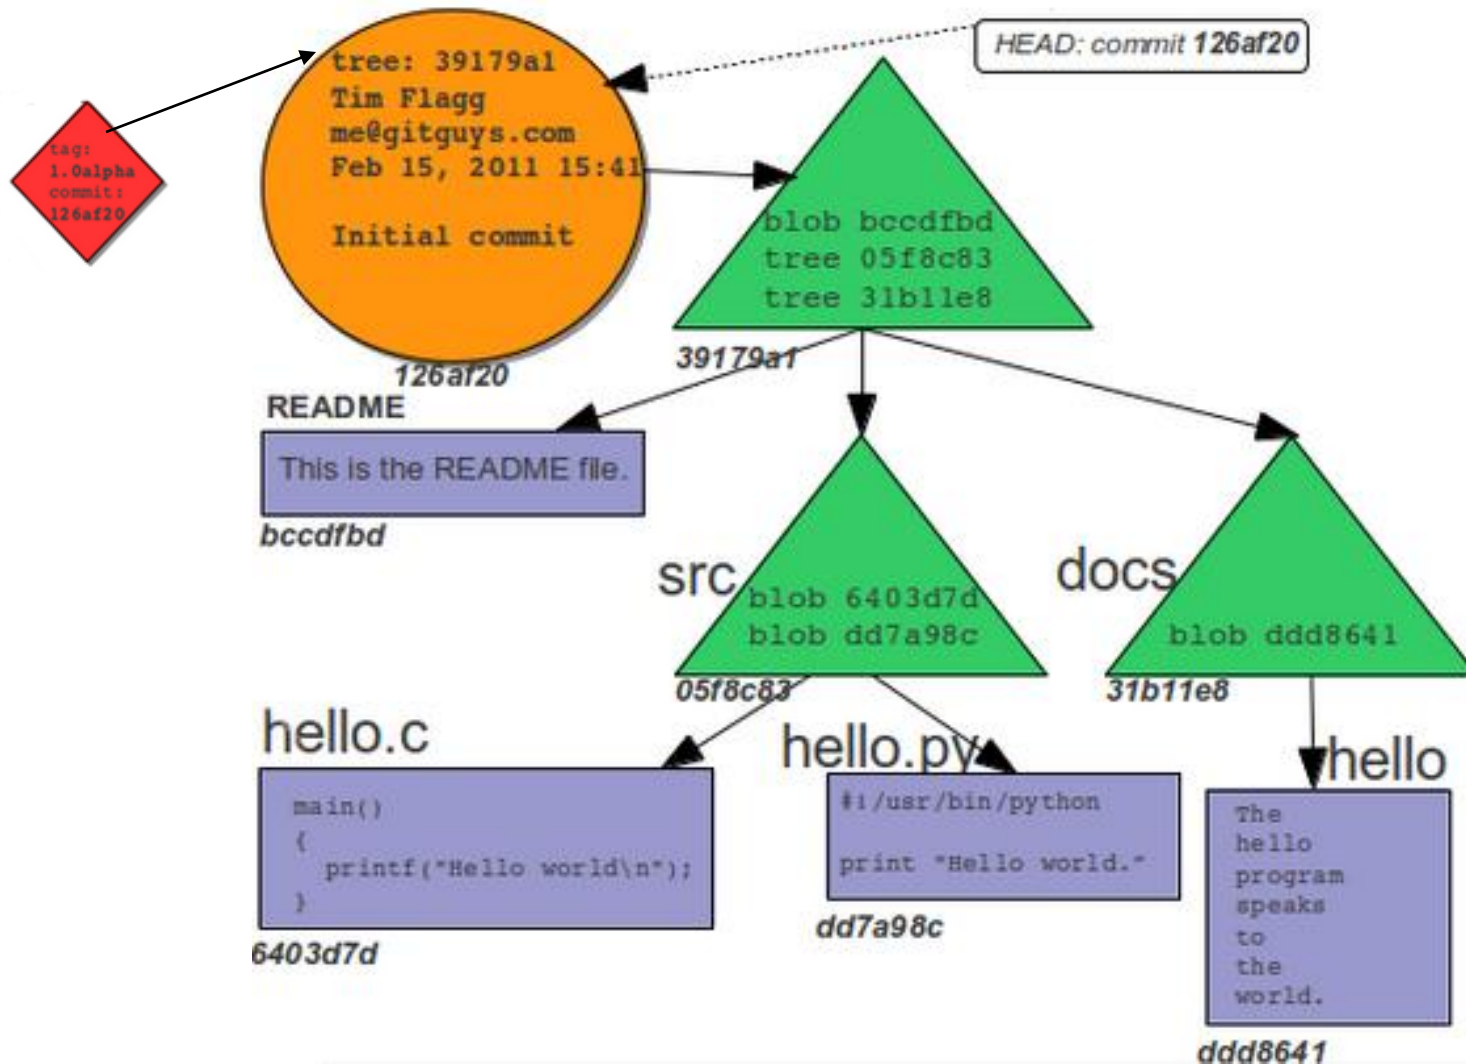 HEAD: commit 126af20
tree: 39179a1
Tim Flagg
me@gitguys.com
Feb 15, 2011 15:41
Initial commit
126af20
tag:
1.0alpha
commit:
126af20
blob bccdfbd
tree 05f8c83
tree 31b11e8
39179a1
README
This is the README file.
bccdfbd
src
blob 6403d7d
blob dd7a98c
05f8c83
docs
blob ddd8641
31b11e8
hello.c
main()
{
printf("Hello world\n");
}
6403d7d
hello.py
#!/usr/bin/python
print "Hello world."
dd7a98c
hello
The
hello
program
speaks
to
the
world.
ddd8641